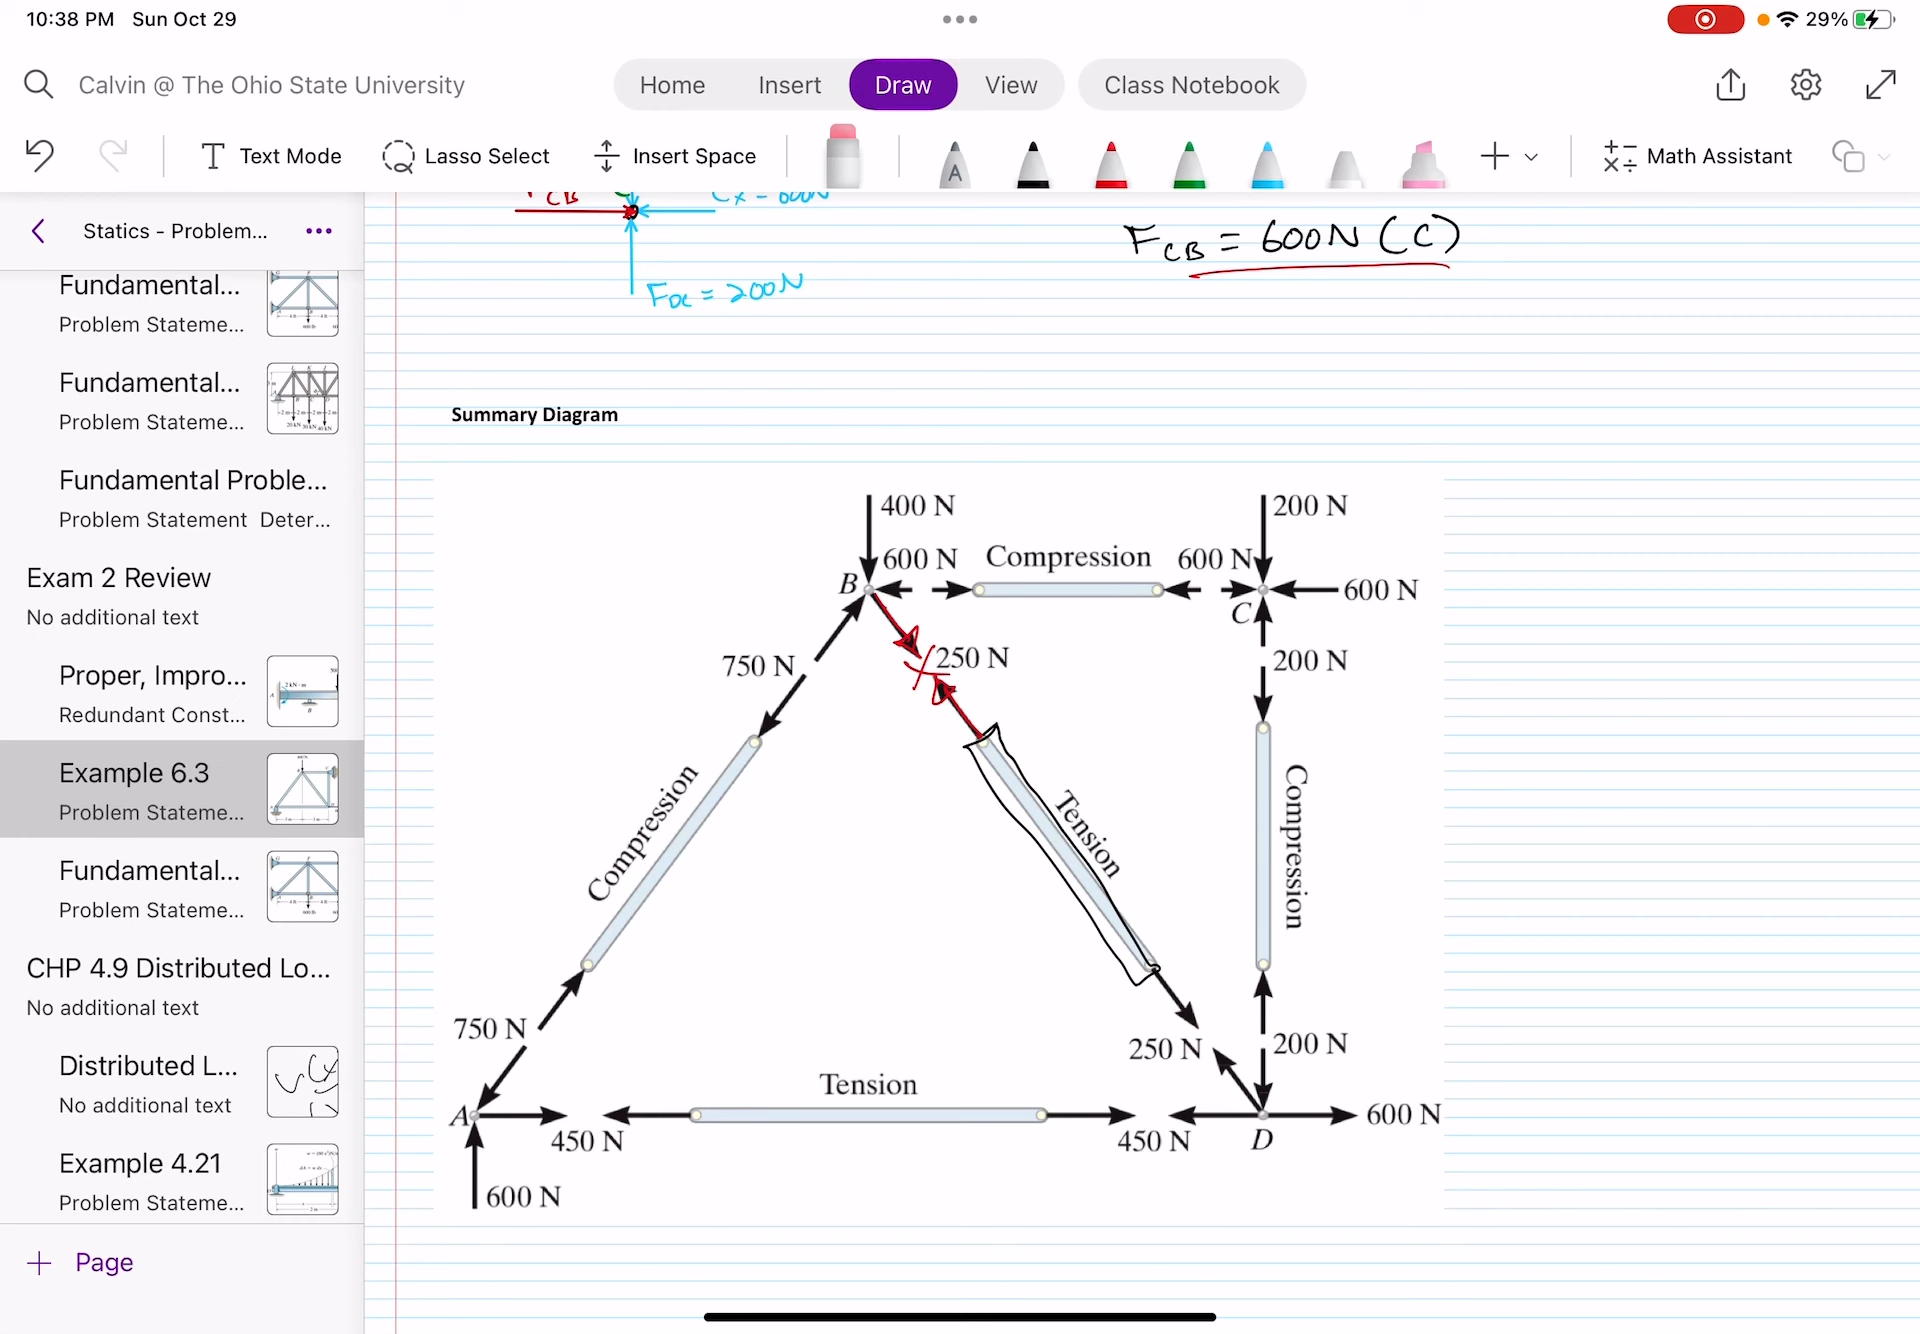 10:38 PM Sun Oct 29
29%
Calvin @ The Ohio State University
Home Insert Draw View Class Notebook
Text Mode Lasso Select Insert Space A Math Assistant
Statics - Problem...
Fundamental...
Problem Stateme...
Fundamental...
Problem Stateme...
Fundamental Proble...
Problem Statement Deter...
Exam 2 Review
No additional text
Proper, Impro...
Redundant Const...
Example 6.3
Problem Stateme...
Fundamental...
Problem Stateme...
CHP 4.9 Distributed Lo...
No additional text
Distributed L...
No additional text
Example 4.21
Problem Stateme...
Page
FCB Cx = 600N
FDC = 200N
FCB = 600N (C)
Summary Diagram
400 N
200 N
600 N Compression 600 N
B
600 N
C
750 N
250 N
200 N
Compression
Tension
Compression
750 N
250 N
200 N
Tension
A
450 N
450 N
D
600 N
600 N